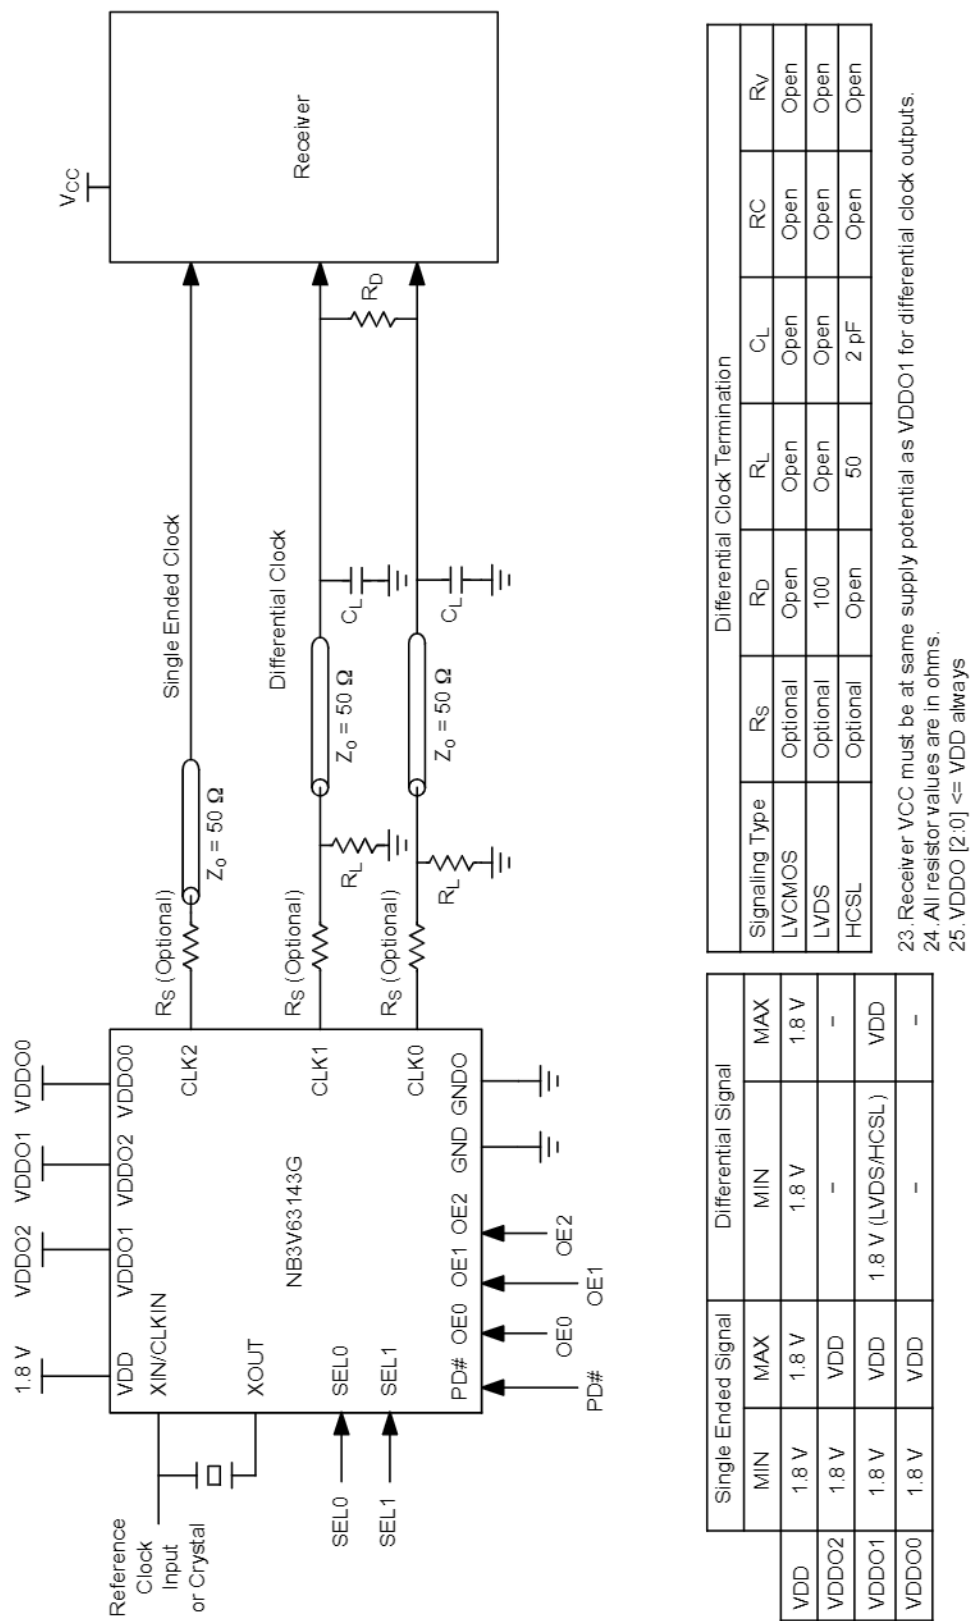 1.8 V
VDDO2
VDDO1
VDDO0
VCC
VDD
VDDO1
VDDO2
VDDO0
Reference
Clock
Input
or Crystal
XIN/CLKIN
XOUT
SEL0
SEL0
SEL1
SEL1
NB3V63143G
PD#
OE0
OE1
OE2
GND
GNDO
PD#
OE0
OE1
OE2
CLK2
CLK1
CLK0
RS (Optional)
Z0 = 50 Ω
Single Ended Clock
RS (Optional)
RL
Z0 = 50 Ω
Differential Clock
CL
RS (Optional)
RL
Z0 = 50 Ω
CL
RD
Receiver
Single Ended Signal Differential Signal
MIN MAX MIN MAX
VDD 1.8 V 1.8 V 1.8 V 1.8 V
VDDO2 1.8 V VDD – –
VDDO1 1.8 V VDD 1.8 V (LVDS/HCSL) VDD
VDDO0 1.8 V VDD – –
Differential Clock Termination
Signaling Type RS RD RL CL RC RV
LVCMOS Optional Open Open Open Open Open
LVDS Optional 100 Open Open Open Open
HCSL Optional Open 50 2 pF Open Open
23. Receiver VCC must be at same supply potential as VDDO1 for differential clock outputs.
24. All resistor values are in ohms.
25. VDDO [2:0] <= VDD always